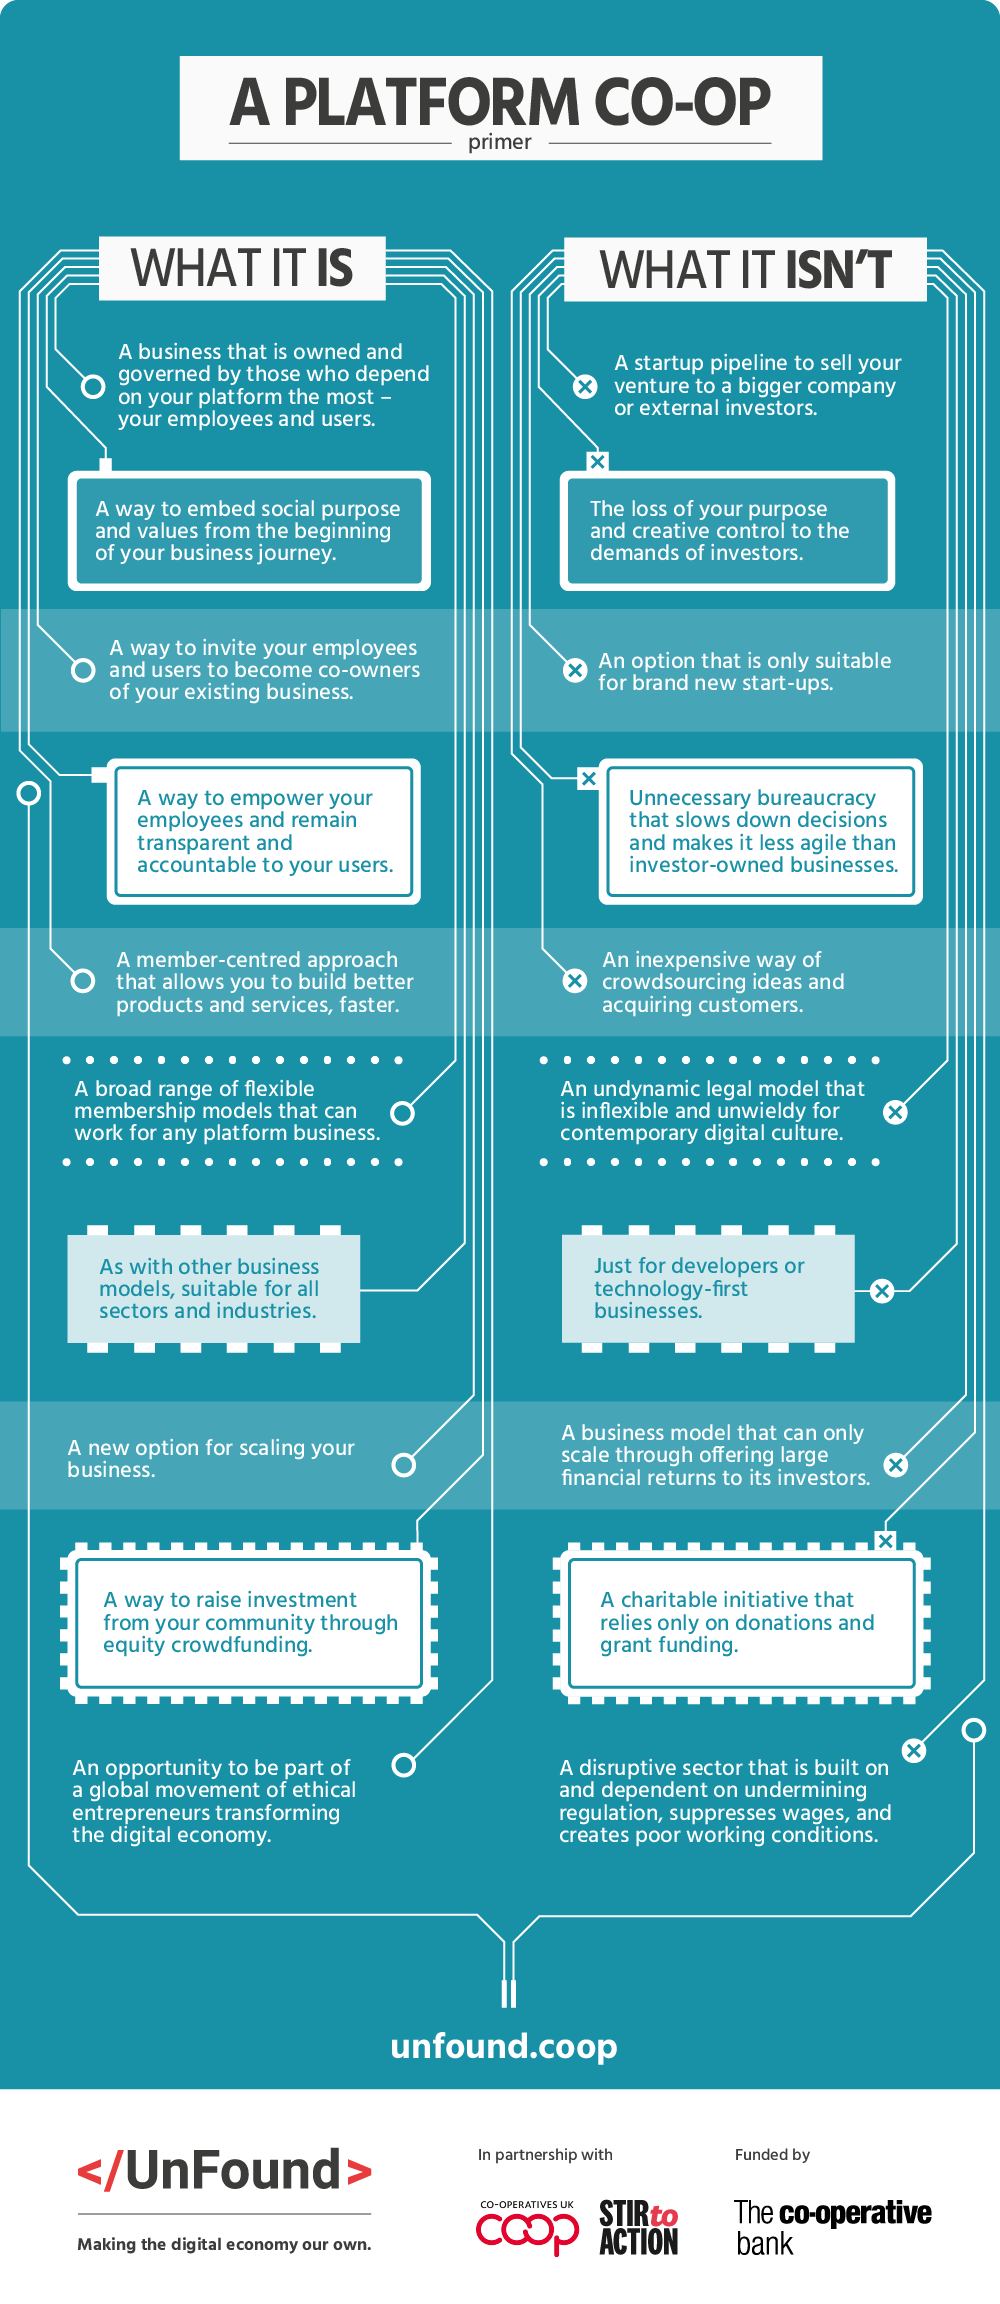 A PLATFORM CO-OP
primer
WHAT IT IS
A business that is owned and
governed by those who depend
on your platform the most –
your employees and users.
A way to embed social purpose
and values from the beginning
of your business journey.
A way to invite your employees
and users to become co-owners
of your existing business.
A way to empower your
employees and remain
transparent and
accountable to your users.
A member-centred approach
that allows you to build better
products and services, faster.
A broad range of flexible
membership models that can
work for any platform business.
As with other business
models, suitable for all
sectors and industries.
A new option for scaling your
business.
A way to raise investment
from your community through
equity crowdfunding.
An opportunity to be part of
a global movement of ethical
entrepreneurs transforming
the digital economy.
WHAT IT ISN'T
A startup pipeline to sell your
venture to a bigger company
or external investors.
The loss of your purpose
and creative control to the
demands of investors.
An option that is only suitable
for brand new start-ups.
Unnecessary bureaucracy
that slows down decisions
and makes it less agile than
investor-owned businesses.
An inexpensive way of
crowdsourcing ideas and
acquiring customers.
An undynamic legal model that
is inflexible and unwieldy for
contemporary digital culture.
Just for developers or
technology-first
businesses.
A business model that can only
scale through offering large
financial returns to its investors.
A charitable initiative that
relies only on donations and
grant funding.
A disruptive sector that is built on
and dependent on undermining
regulation, suppresses wages, and
creates poor working conditions.
unfound.coop
</UnFound>
Making the digital economy our own.
In partnership with
CO-OPERATIVES UK
coop
STIR to
ACTION
Funded by
The co-operative
bank